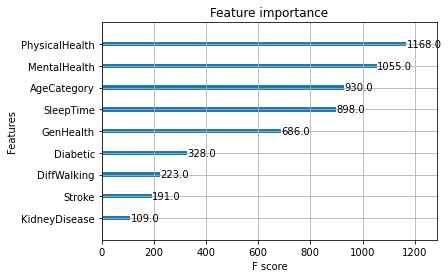 Feature importance
PhysicalHealth 1168.0
MentalHealth 1055.0
AgeCategory 930.0
SleepTime 898.0
GenHealth 686.0
Diabetic 328.0
DiffWalking 223.0
Stroke 191.0
KidneyDisease 109.0
Features
0 200 400 600 800 1000 1200
F score